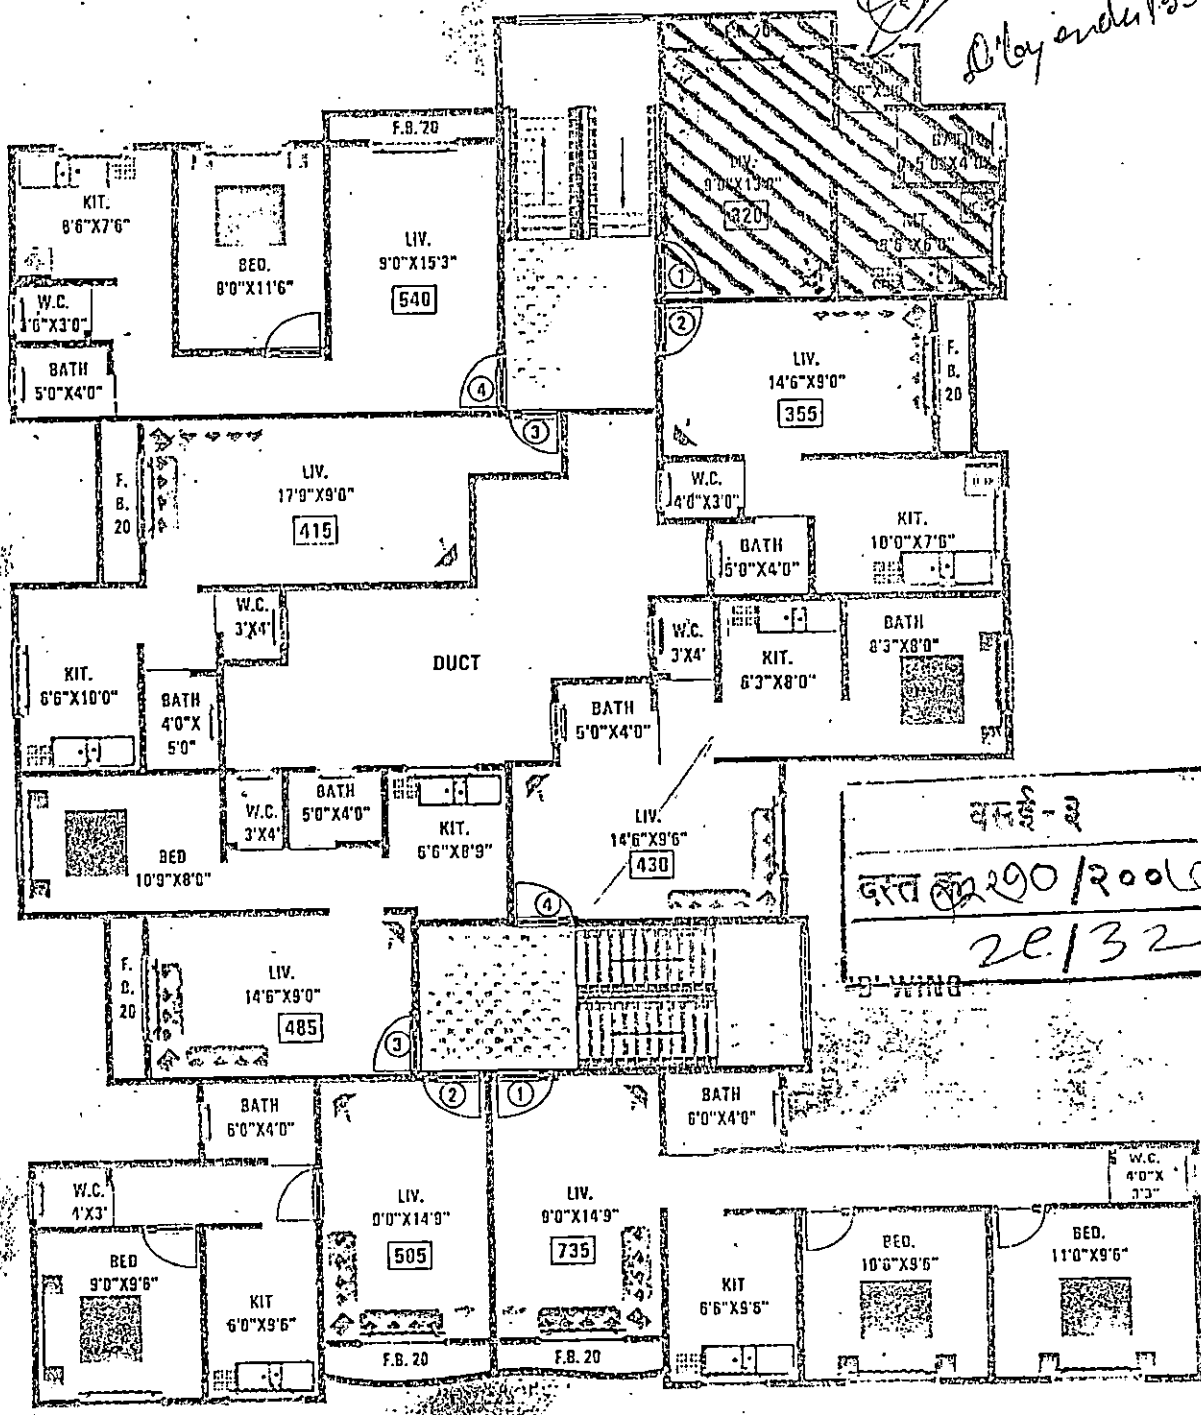 F.B. 20
F.B. 20
KIT.
8'6"X7'6"
BED.
8'0"X11'6"
LIV.
9'0"X15'3"
540
W.C.
BATH
5'0"X4'0"
4
LIV.
320
1
2
LIV.
14'6"X9'0"
355
F.
B.
20
3
F.
B.
20
LIV.
17'9"X9'0"
415
W.C.
4'0"X3'0"
BATH
5'0"X4'0"
KIT.
10'0"X7'6"
W.C.
3'X4'
DUCT
KIT.
6'6"X10'0"
BATH
4'0"X
5'0"
W.C.
3'X4'
KIT.
6'3"X8'0"
BATH
8'3"X8'0"
BATH
5'0"X4'0"
BED
10'9"X8'0"
W.C.
3'X4'
BATH
5'0"X4'0"
KIT.
6'6"X8'9"
LIV.
14'6"X9'6"
430
4
वसई-२
दस्त
/३२
F.
B.
20
LIV.
14'6"X9'0"
485
3
2
1
BATH
6'0"X4'0"
BATH
6'0"X4'0"
W.C.
4'X3'
LIV.
9'0"X14'9"
505
LIV.
9'0"X14'9"
735
W.C.
4'0"X
3'3"
BED
9'0"X9'6"
KIT
6'0"X9'6"
KIT
6'6"X9'6"
BED.
10'6"X9'6"
BED.
11'0"X9'6"
F.B. 20
F.B. 20